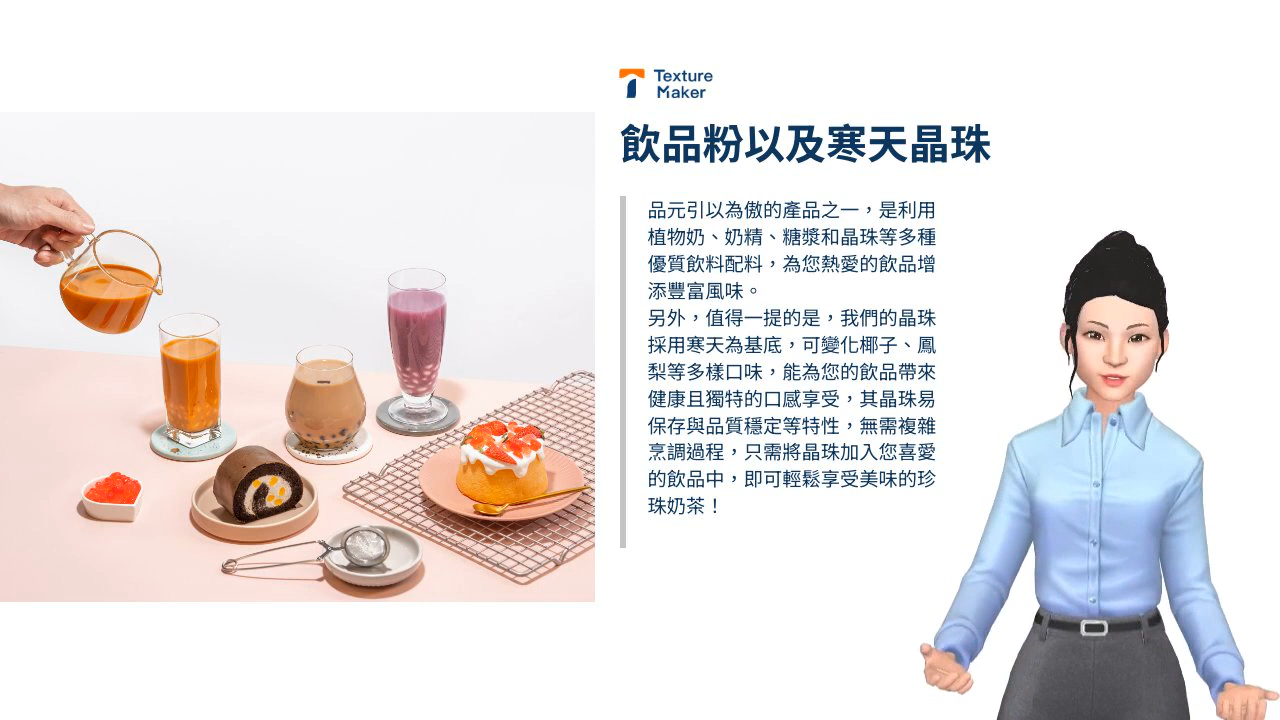 Texture
Maker
飲品粉以及寒天晶珠
品元引以為傲的產品之一，是利用
植物奶、奶精、糖漿和晶珠等多種
優質飲料配料，為您熱愛的飲品增
添豐富風味。
另外，值得一提的是，我們的晶珠
採用寒天為基底，可變化椰子、鳳
梨等多樣口味，能為您的飲品帶來
健康且獨特的口感享受，其晶珠易
保存與品質穩定等特性，無需複雜
烹調過程，只需將晶珠加入您喜愛
的飲品中，即可輕鬆享受美味的珍
珠奶茶！